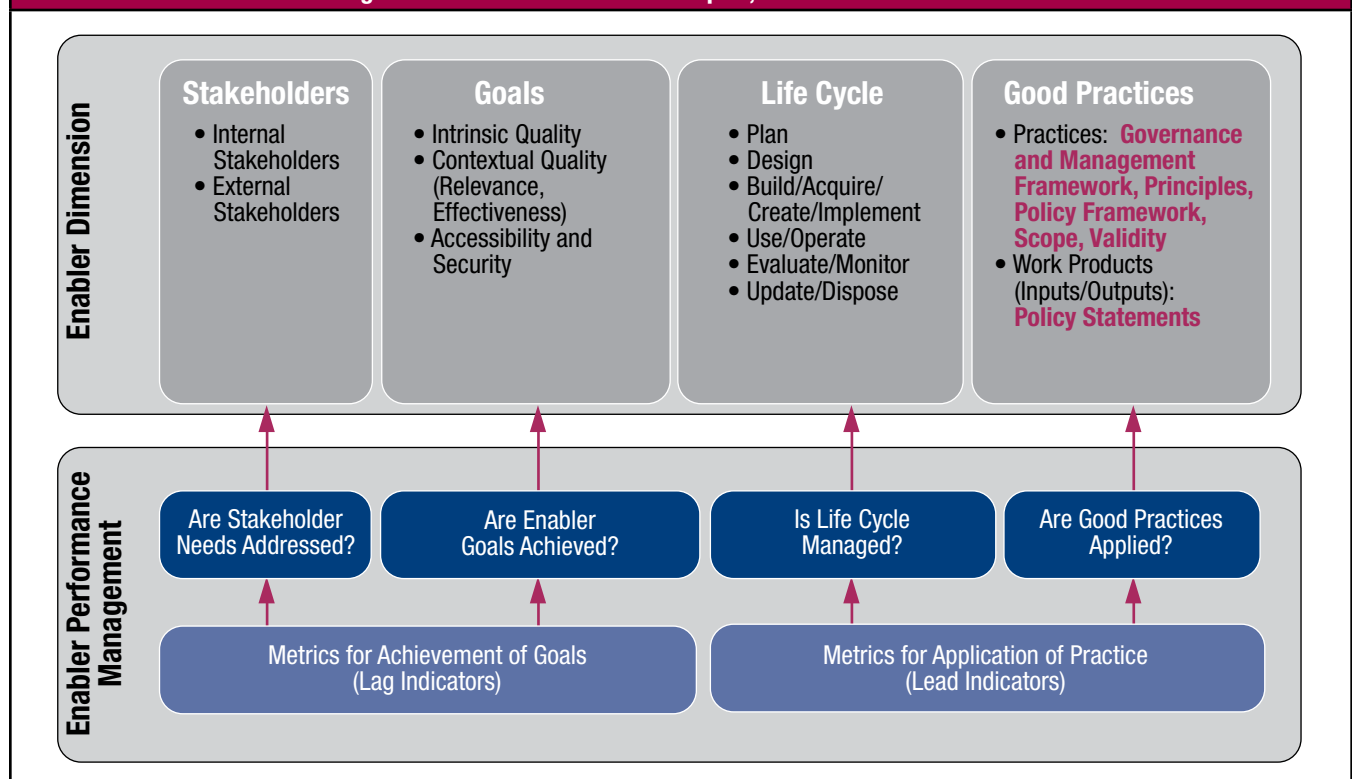 Enabler Dimension
Stakeholders
• Internal
Stakeholders
• External
Stakeholders
Goals
• Intrinsic Quality
• Contextual Quality
(Relevance,
Effectiveness)
• Accessibility and
Security
Life Cycle
• Plan
• Design
• Build/Acquire/
Create/Implement
• Use/Operate
• Evaluate/Monitor
• Update/Dispose
Good Practices
• Practices: Governance
and Management
Framework, Principles,
Policy Framework,
Scope, Validity
• Work Products
(Inputs/Outputs):
Policy Statements
Enabler Performance
Management
Are Stakeholder
Needs Addressed?
Are Enabler
Goals Achieved?
Is Life Cycle
Managed?
Are Good Practices
Applied?
Metrics for Achievement of Goals
(Lag Indicators)
Metrics for Application of Practice
(Lead Indicators)